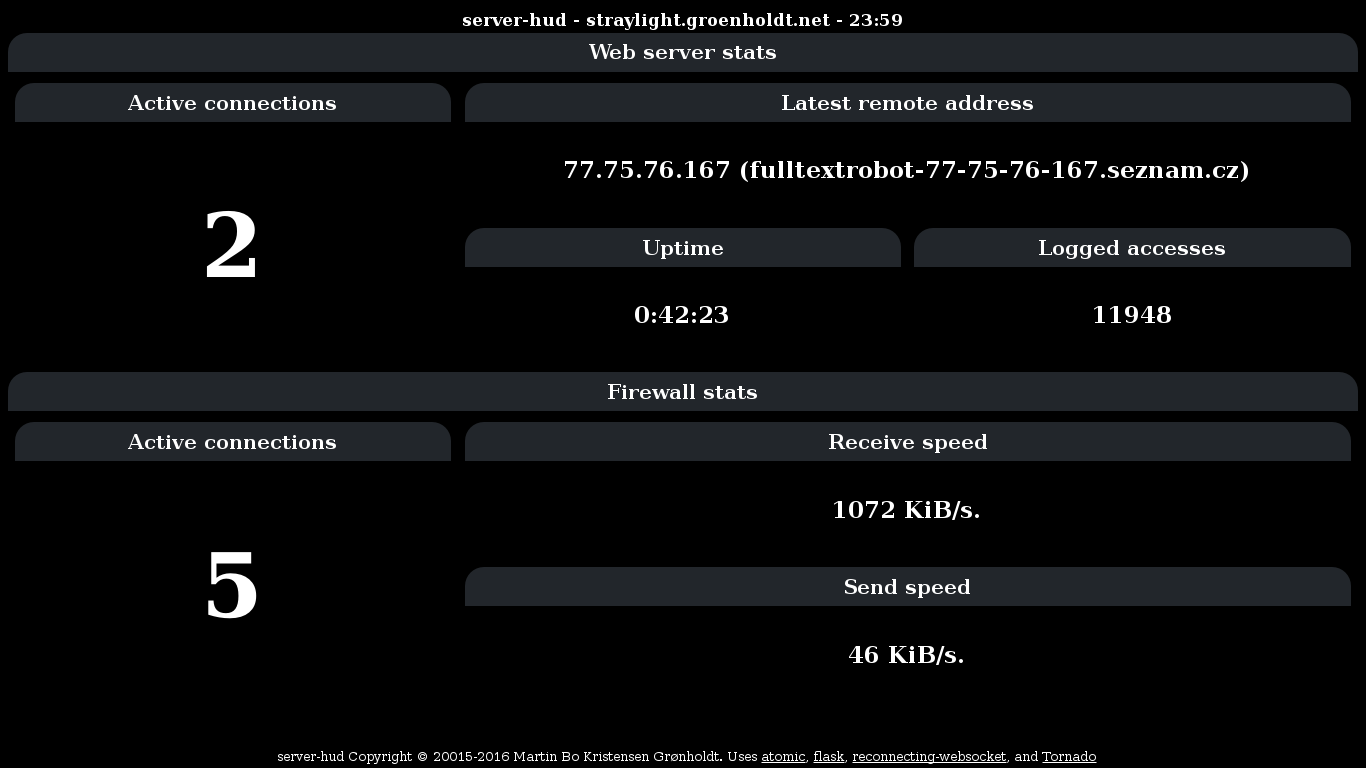 server-hud - straylight.groenholdt.net - 23:59
Web server stats
Active connections
2
Latest remote address
77.75.76.167 (fulltextrobot-77-75-76-167.seznam.cz)
Uptime
0:42:23
Logged accesses
11948
Firewall stats
Active connections
5
Receive speed
1072 KiB/s.
Send speed
46 KiB/s.
server-hud Copyright © 20015-2016 Martin Bo Kristensen Grønholdt. Uses atomic, flask, reconnecting-websocket, and Tornado